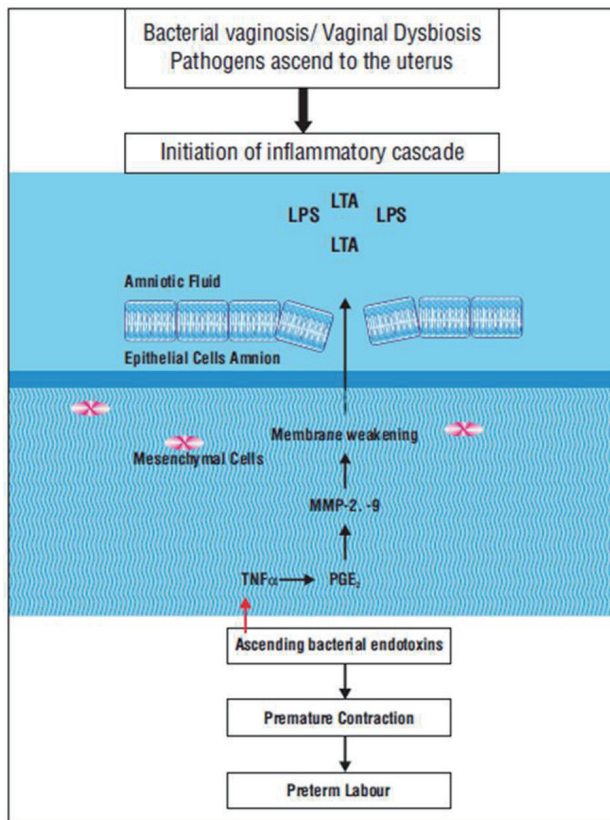 Bacterial vaginosis/ Vaginal Dysbiosis
Pathogens ascend to the uterus
Initiation of inflammatory cascade
LTA
LPS LPS
LTA
Amniotic Fluid
Epithelial Cells Amnion
Membrane weakening
Mesenchymal Cells
MMP-2. -9
TNFα PGE₂
Ascending bacterial endotoxins
Premature Contraction
Preterm Labour